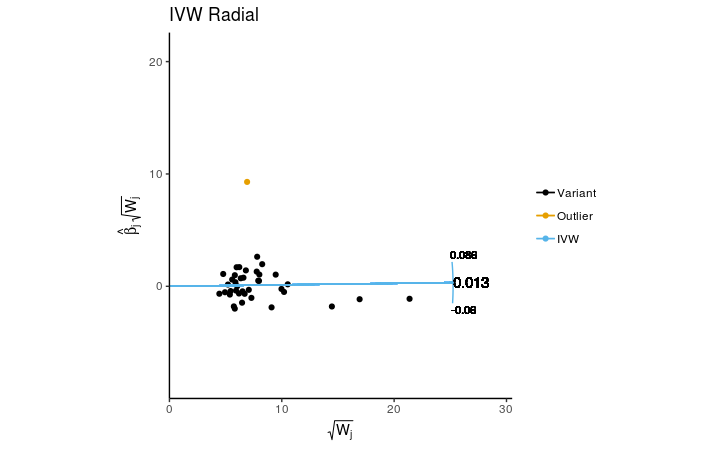 IVW Radial
20
10
0
β̂j√Wj
0
10
20
30
√Wj
0.013
-0.06
Variant
Outlier
IVW